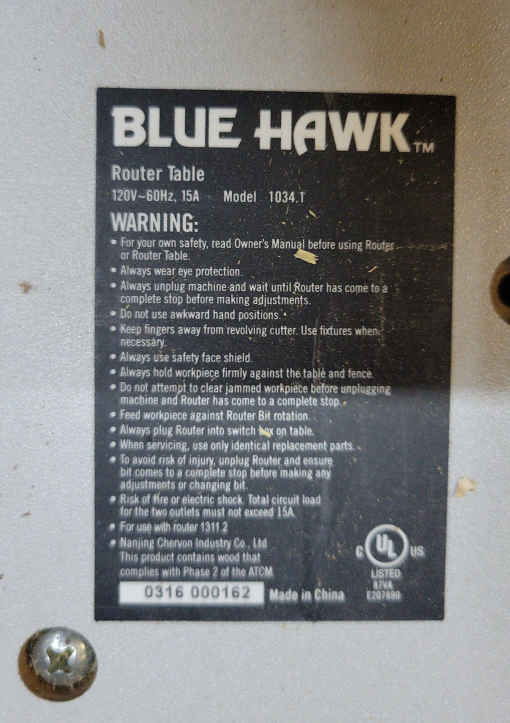 BLUE HAWK™
Router Table
120V~60Hz, 15A Model 1034.1
WARNING:
• For your own safety, read Owner's Manual before using Router
or Router Table.
• Always wear eye protection.
• Always unplug machine and wait until Router has come to a
complete stop before making adjustments.
• Do not use awkward hand positions.
• Keep fingers away from revolving cutter. Use fixtures when
necessary.
• Always use safety face shield.
• Always hold workpiece firmly against the table and fence.
• Do not attempt to clear jammed workpiece before unplugging
machine and Router has come to a complete stop.
• Feed workpiece against Router Bit rotation.
• Always plug Router into switch box on table.
• When servicing, use only identical replacement parts.
• To avoid risk of injury, unplug Router and ensure
bit comes to a complete stop before making any
adjustments or changing bit.
• Risk of fire or electric shock. Total circuit load
for the two outlets must not exceed 15A.
• For use with router 1311.2
• Nanjing Chervon Industry Co., Ltd
This product contains wood that
complies with Phase 2 of the ATCM.
C UL US
LISTED
97VA
E207690
0316 000162 Made in China